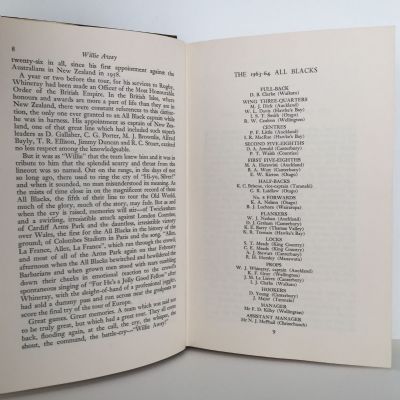 8
Willie Away
twenty-six in all, since his first appointment against the
Australians in New Zealand in 1958.
A year or two before the tour, for his services to Rugby,
Whineray had been made an Officer of the Most Honourable
Order of the British Empire. In the British Isles, when
honours and awards are more a part of life than they are in
New Zealand, there were constant references to this distinc-
tion, the only one ever granted to an All Black captain while
he was in harness. His appointment as captain of New Zea-
land, one of that great line which had included such superb
leaders as D. Gallaher, C. G. Porter, M. J. Brownlie, A.
Bayly, T. R. Ellison, Jimmy Duncan and R. C. Stuart, excited
no less respect among the knowledgeable.
But it was as "Willie" that the team knew him and it was in
tribute to him that the splendid scurry and thrust from the
lineout was so named. Out on the range, in the days of not
so long ago, there used to ring the cry of "Hi-yo, Silver!"
and when it sounded, no man misunderstood its meaning. As
the mists of time close in on the magnificent record of these
All Blacks, the fifth of their line to tour the Old World,
much of the glory, much of the story, may fade. But as and
when the cry is raised, memory will stir—of Twickenham
and a swirling, irresistible attack against London Counties,
of Cardiff Arms Park and the dauntless, irresistible victory
over Wales, the first for the All Blacks in the history of the
ground, of Colombes Stadium in Paris and the song, "Allez,
La France, Allez, La France", which ran through the crowd,
and most of all of the Arms Park again on that February
afternoon when the All Blacks bewitched and bewildered the
Barbarians and when grown men stood with tears running
down their cheeks in emotional reaction to the crowd's
spontaneous singing of "For He's a Jolly Good Fellow" after
Whineray, with the sleight-of-hand of a professional juggler,
had sold a dummy pass and run across near the goalposts to
score the final try of the tour of Europe.
Great games. Great memories. A team which was said not
to be truly great, but which had a great tour. They all come
back, flooding again, at the call, the cry, the whisper, the
shout, the command, the battle-cry—"Willie Away".
THE 1963-64 ALL BLACKS
FULL-BACK
D. B. Clarke (Waikato)
WING THREE-QUARTERS
M. J. Dick (Auckland)
W. L. Davis (Hawke's Bay)
I. S. T. Smith (Otago)
R. W. Caulton (Wellington)
CENTRES
P. F. Little (Auckland)
I. R. MacRae (Hawke's Bay)
SECOND FIVE-EIGHTHS
D. A. Arnold (Canterbury)
P. T. Walsh (Counties)
FIRST FIVE-EIGHTHS
M. A. Herewini (Auckland)
B. A. Watt (Canterbury)
E. W. Kirton (Otago)
HALF-BACKS
K. C. Briscoe, vice-captain (Taranaki)
C. R. Laidlaw (Otago)
No. 8 FORWARDS
K. A. Nelson (Otago)
B. J. Lochore (Wairarapa)
FLANKERS
W. J. Nathan (Auckland)
D. J. Graham (Canterbury)
K. E. Barry (Thames Valley)
K. R. Tremain (Hawke's Bay)
LOCKS
S. T. Meads (King Country)
C. E. Meads (King Country)
A. J. Stewart (Canterbury)
R. H. Horsley (Manawatu)
PROPS
W. J. Whineray, captain (Auckland)
K. F. Gray (Wellington)
J. M. Le Lievre (Canterbury)
I. J. Clarke (Waikato)
HOOKERS
D. Young (Canterbury)
J. Major (Taranaki)
MANAGER
Mr F. D. Kilby (Wellington)
ASSISTANT MANAGER
Mr N. J. McPhail (Christchurch)
9